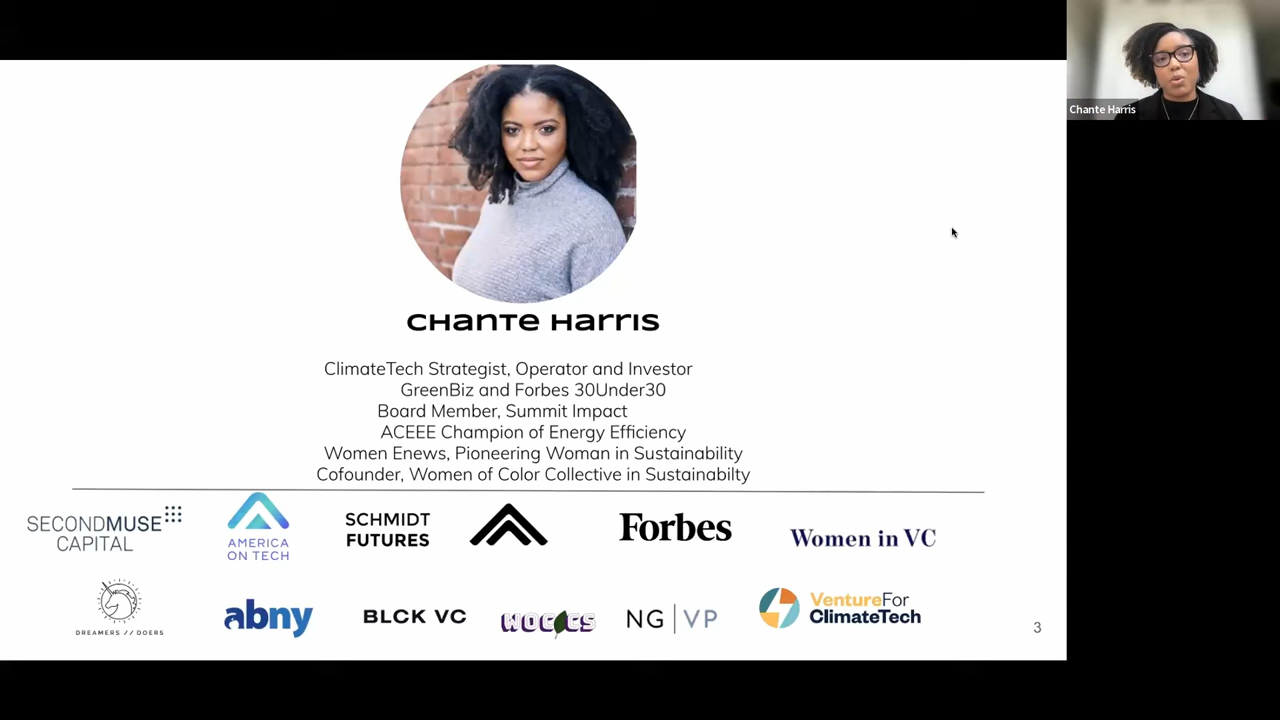 Chante Harris
CHANTE HARRIS
ClimateTech Strategist, Operator and Investor
GreenBiz and Forbes 30Under30
Board Member, Summit Impact
ACEEE Champion of Energy Efficiency
Women Enews, Pioneering Woman in Sustainability
Cofounder, Women of Color Collective in Sustainabilty
SECONDMUSE
CAPITAL
AMERICA
ON TECH
SCHMIDT
FUTURES
Forbes
Women in VC
DREAMERS // DOERS
abny
BLCK VC
WOCCS
NG | VP
VentureFor
ClimateTech
3